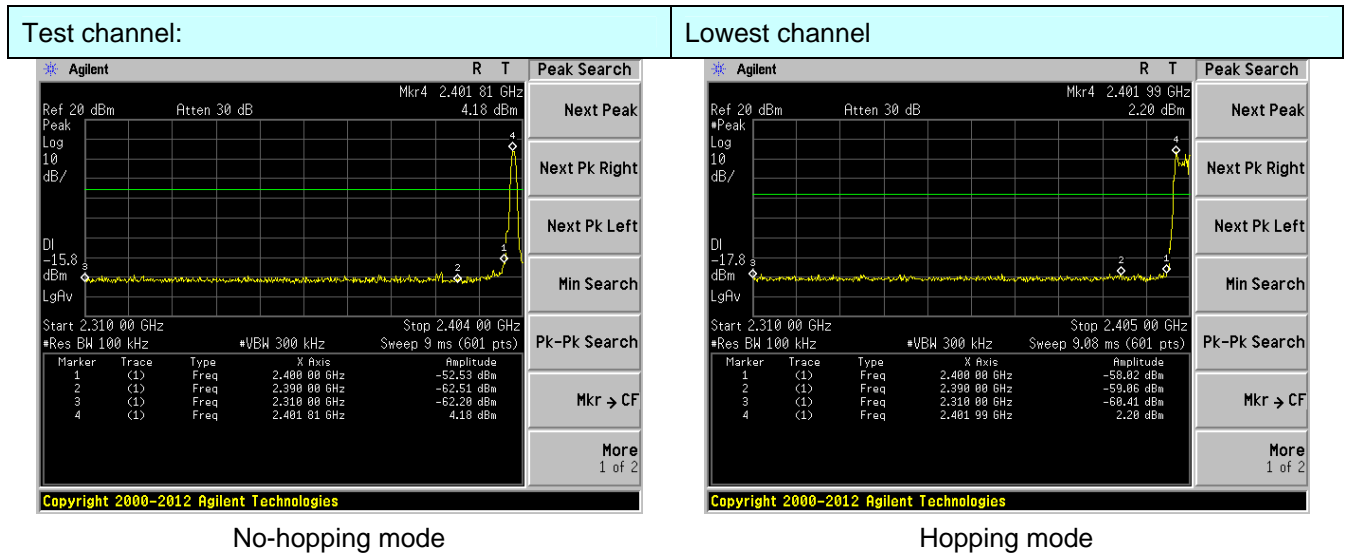 Test channel:
Lowest channel
Agilent R T Peak Search
Mkr4 2.401 81 GHz
Ref 20 dBm Atten 30 dB 4.18 dBm
Peak
Log
10
dB/
4
DI
-15.8
dBm
LgAv
3
2
1
Start 2.310 00 GHz Stop 2.404 00 GHz
#Res BW 100 kHz #VBW 300 kHz Sweep 9 ms (601 pts)
Marker Trace Type X Axis Amplitude
1 (1) Freq 2.400 00 GHz -52.53 dBm
2 (1) Freq 2.390 00 GHz -62.51 dBm
3 (1) Freq 2.310 00 GHz -62.20 dBm
4 (1) Freq 2.401 81 GHz 4.18 dBm
Next Peak
Next Pk Right
Next Pk Left
Min Search
Pk-Pk Search
Mkr → CF
More
1 of 2
Copyright 2000-2012 Agilent Technologies
No-hopping mode
Agilent R T Peak Search
Mkr4 2.401 99 GHz
Ref 20 dBm Atten 30 dB 2.20 dBm
#Peak
Log
10
dB/
4
DI
-17.8
dBm
LgAv
3
2
1
Start 2.310 00 GHz Stop 2.405 00 GHz
#Res BW 100 kHz #VBW 300 kHz Sweep 9.08 ms (601 pts)
Marker Trace Type X Axis Amplitude
1 (1) Freq 2.400 00 GHz -58.02 dBm
2 (1) Freq 2.390 00 GHz -59.06 dBm
3 (1) Freq 2.310 00 GHz -60.41 dBm
4 (1) Freq 2.401 99 GHz 2.20 dBm
Next Peak
Next Pk Right
Next Pk Left
Min Search
Pk-Pk Search
Mkr → CF
More
1 of 2
Copyright 2000-2012 Agilent Technologies
Hopping mode